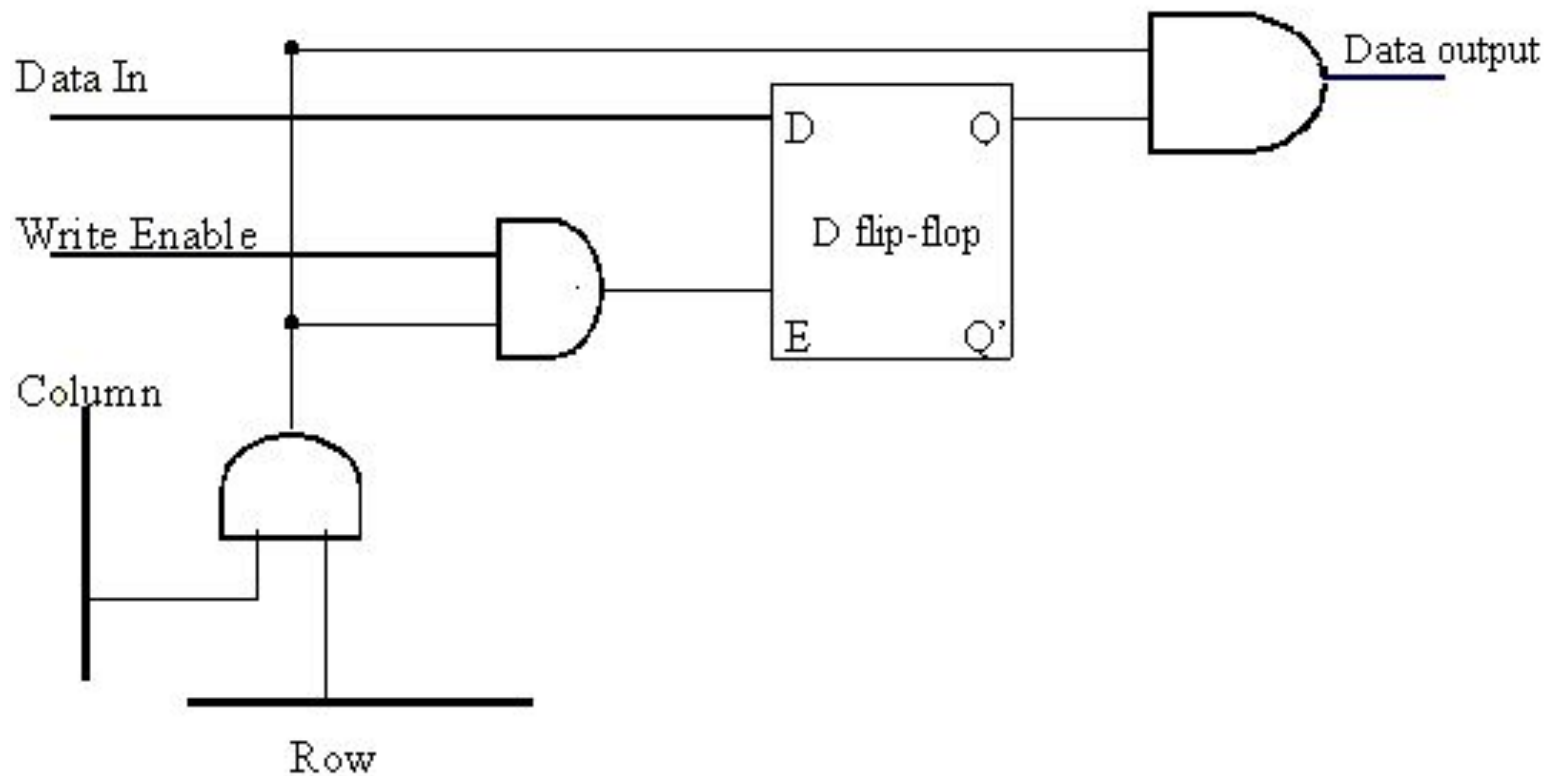 Data output
Data In
D
Q
Write Enable
D flip-flop
E
Q’
Column
Row